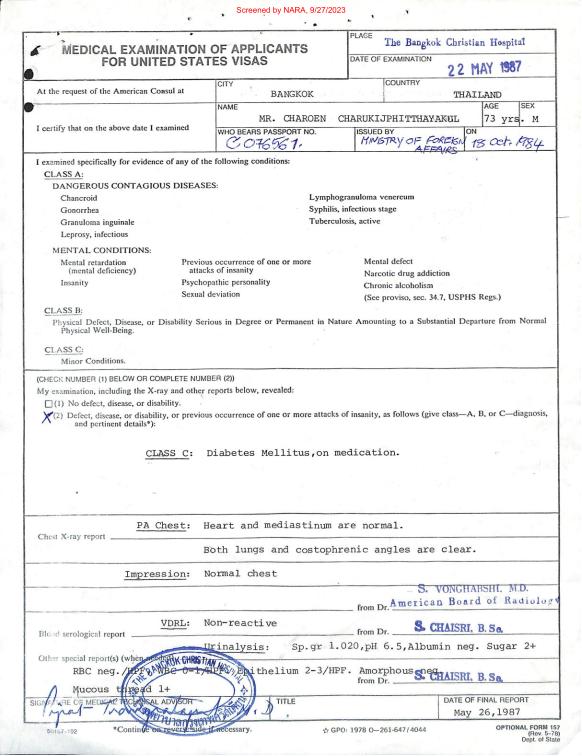 Screened by NARA, 9/27/2023
MEDICAL EXAMINATION OF APPLICANTS
FOR UNITED STATES VISAS
PLACE
The Bangkok Christian Hospital
DATE OF EXAMINATION
22 MAY 1987
At the request of the American Consul at
CITY
BANGKOK
COUNTRY
THAILAND
I certify that on the above date I examined
NAME
MR. CHAROEN CHARUKIJPHITTHAYAKUL
AGE
73 yrs.
SEX
M
WHO BEARS PASSPORT NO.
C 076561.
ISSUED BY
MINISTRY OF FOREIGN
AFFAIRS
ON
18 Oct. 1984
I examined specifically for evidence of any of the following conditions:
CLASS A:
DANGEROUS CONTAGIOUS DISEASES:
Chancroid
Gonorrhea
Granuloma inguinale
Leprosy, infectious
Lymphogranuloma venereum
Syphilis, infectious stage
Tuberculosis, active
MENTAL CONDITIONS:
Mental retardation
(mental deficiency)
Insanity
Previous occurrence of one or more
attacks of insanity
Psychopathic personality
Sexual deviation
Mental defect
Narcotic drug addiction
Chronic alcoholism
(See proviso, sec. 34.7, USPHS Regs.)
CLASS B:
Physical Defect, Disease, or Disability Serious in Degree or Permanent in Nature Amounting to a Substantial Departure from Normal
Physical Well-Being.
CLASS C:
Minor Conditions.
(CHECK NUMBER (1) BELOW OR COMPLETE NUMBER (2))
My examination, including the X-ray and other reports below, revealed:
(1) No defect, disease, or disability.
X (2) Defect, disease, or disability, or previous occurrence of one or more attacks of insanity, as follows (give class—A, B, or C—diagnosis,
and pertinent details*):
CLASS C: Diabetes Mellitus,on medication.
PA Chest: Heart and mediastinum are normal.
Chest X-ray report
Both lungs and costophrenic angles are clear.
Impression: Normal chest
S. VONGHARSHI, M.D.
from Dr. American Board of Radiology
VDRL: Non-reactive
Blood serological report
from Dr. S. CHAISRI, B. Sc.
Urinalysis: Sp.gr 1.020,pH 6.5,Albumin neg. Sugar 2+
Other special report(s) (when
RBC neg./HPF. WBC 0-1/HPF. Epithelium 2-3/HPF. Amorphous neg.
from Dr. S. CHAISRI, B. Sc.
Mucous thread 1+
THE BANGKOK CHRISTIAN HOSPITAL
SIGNATURE OF MEDICAL TECHNICAL ADVISOR
TITLE
DATE OF FINAL REPORT
May 26,1987
*Continue on reverse side if necessary.
☆ GPO: 1978 O—261-647/4044
OPTIONAL FORM 157
(Rev. 5-78)
Dept. of State